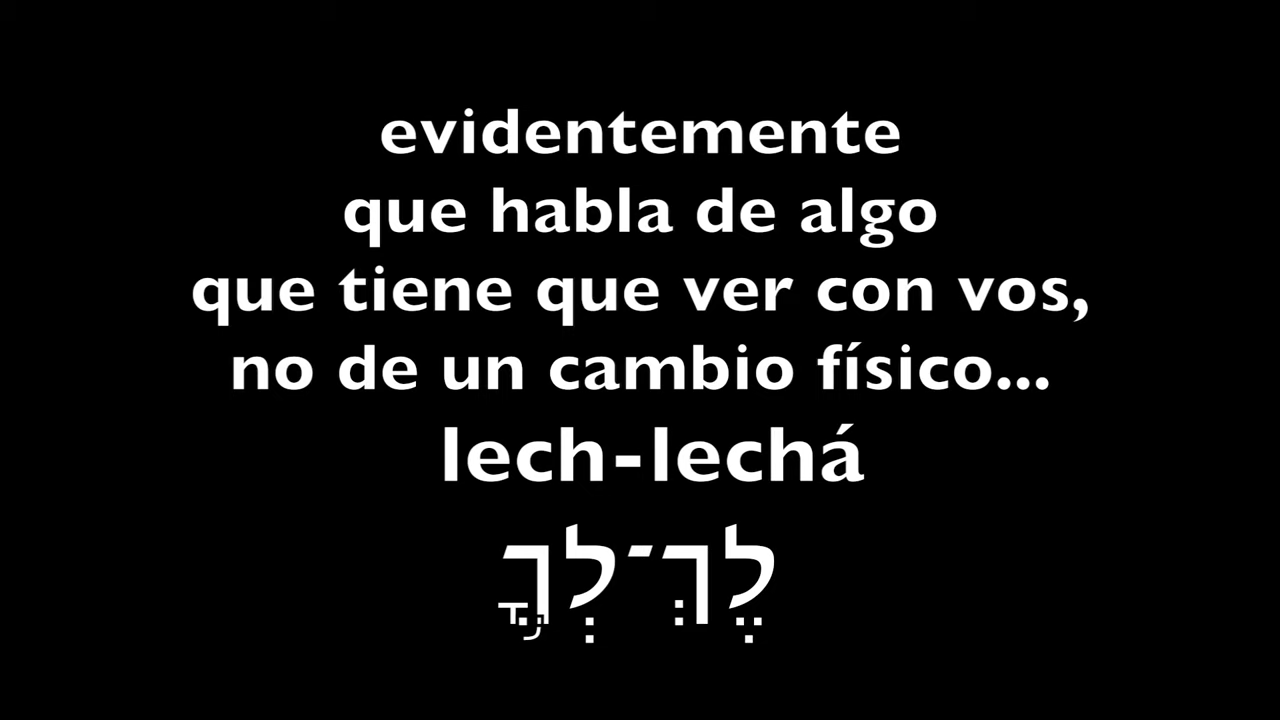 evidentemente
que habla de algo
que tiene que ver con vos,
no de un cambio físico...
lech-lechá
לֶךְ־לְךָ֛